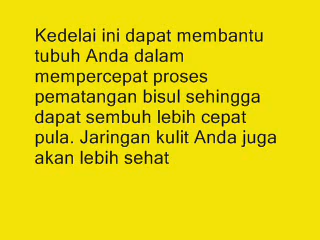 Kedelai ini dapat membantu
tubuh Anda dalam
mempercepat proses
pematangan bisul sehingga
dapat sembuh lebih cepat
pula. Jaringan kulit Anda juga
akan lebih sehat